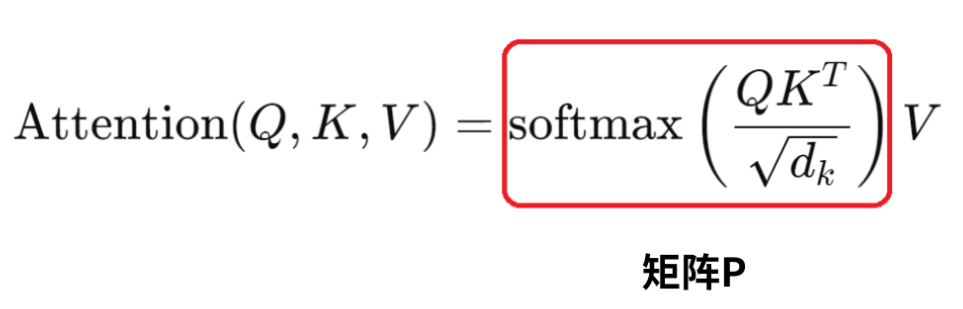 Attention(Q, K, V) = softmax(QK^T / √d_k)V
矩阵P